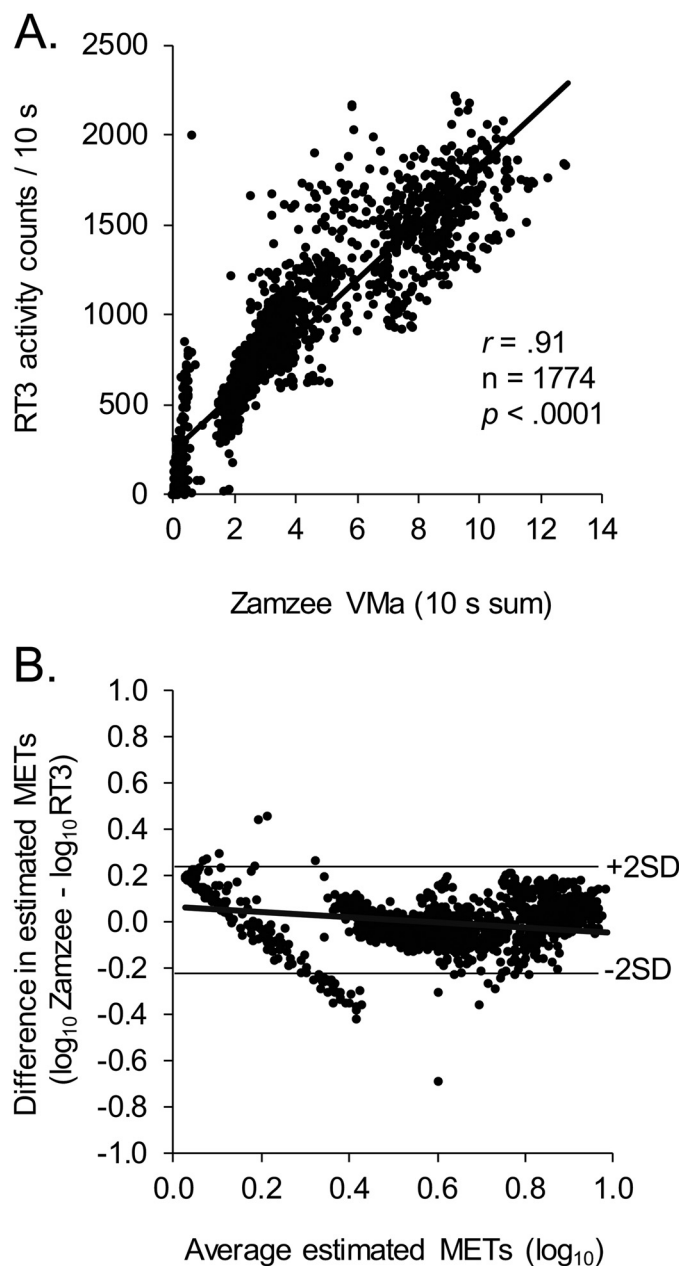 A.
RT3 activity counts / 10 s
2500
2000
1500
1000
500
0
r = .91
n = 1774
p < .0001
0 2 4 6 8 10 12 14
Zamzee VMa (10 s sum)
B.
Difference in estimated METs
(log₁₀ Zamzee - log₁₀ RT3)
1.0
0.8
0.6
0.4
0.2
0.0
-0.2
-0.4
-0.6
-0.8
-1.0
+2SD
-2SD
0.0 0.2 0.4 0.6 0.8 1.0
Average estimated METs (log₁₀)